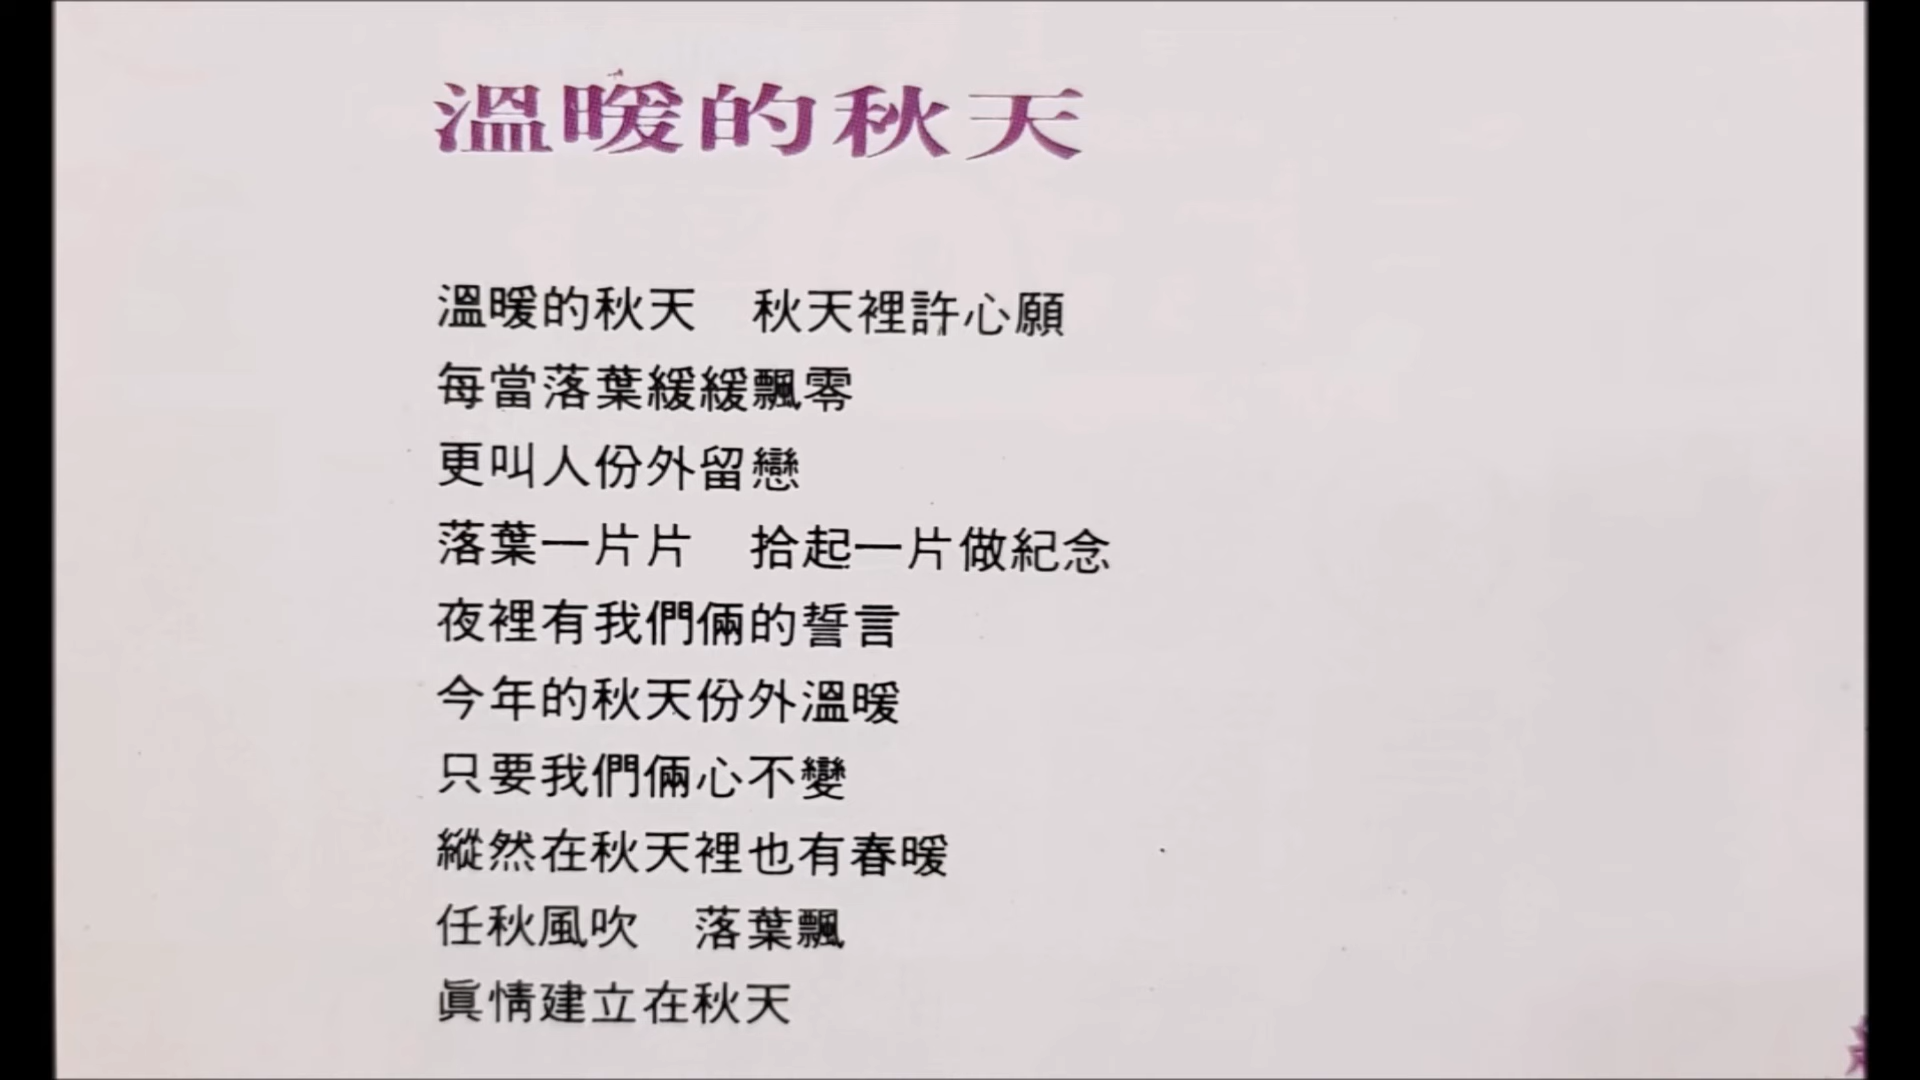 溫暖的秋天
溫暖的秋天　秋天裡許心願
每當落葉緩緩飄零
更叫人份外留戀
落葉一片片　拾起一片做紀念
夜裡有我們倆的誓言
今年的秋天份外溫暖
只要我們倆心不變
縱然在秋天裡也有春暖
任秋風吹　落葉飄
眞情建立在秋天